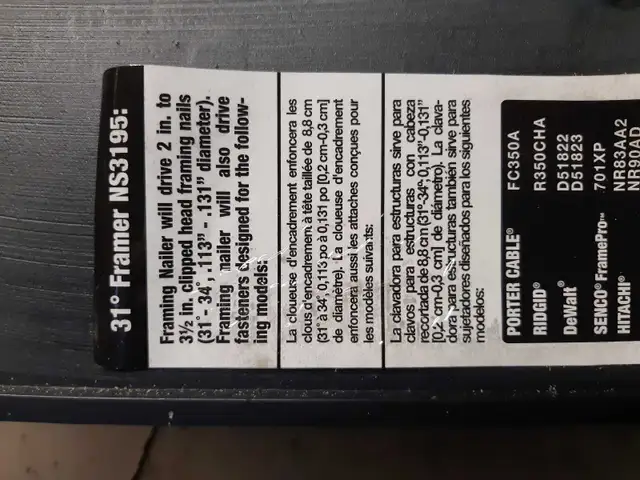 31° Framer NS3195:
Framing Nailer will drive 2 in. to
3½ in. clipped head framing nails
(31°- 34°, .113” - .131” diameter).
Framing nailer will also drive
fasteners designed for the follow-
ing models:
La cloueuse d'encadrement enfoncera les
clous d'encadrement à tête taillée de 8,8 cm
(31° à 34°, 0,113 po à 0,131 po [0,2 cm-0,3 cm]
de diamètre). La cloueuse d'encadrement
enfoncera aussi les attaches conçues pour
les modèles suivants:
La clavadora para estructuras sirve para
clavos para estructuras con cabeza
recortada de 8,8 cm (31°-34°; 0,113”-0,131”
[0,2 cm-0,3 cm] de diámetro). La clava-
dora para estructuras también sirve para
sujetadores diseñados para los siguientes
modelos:
PORTER CABLE® FC350A
RIDGID® R350CHA
DeWalt® D51822
D51823
SENCO® FramePro™ 701XP
HITACHI® NR83AA2